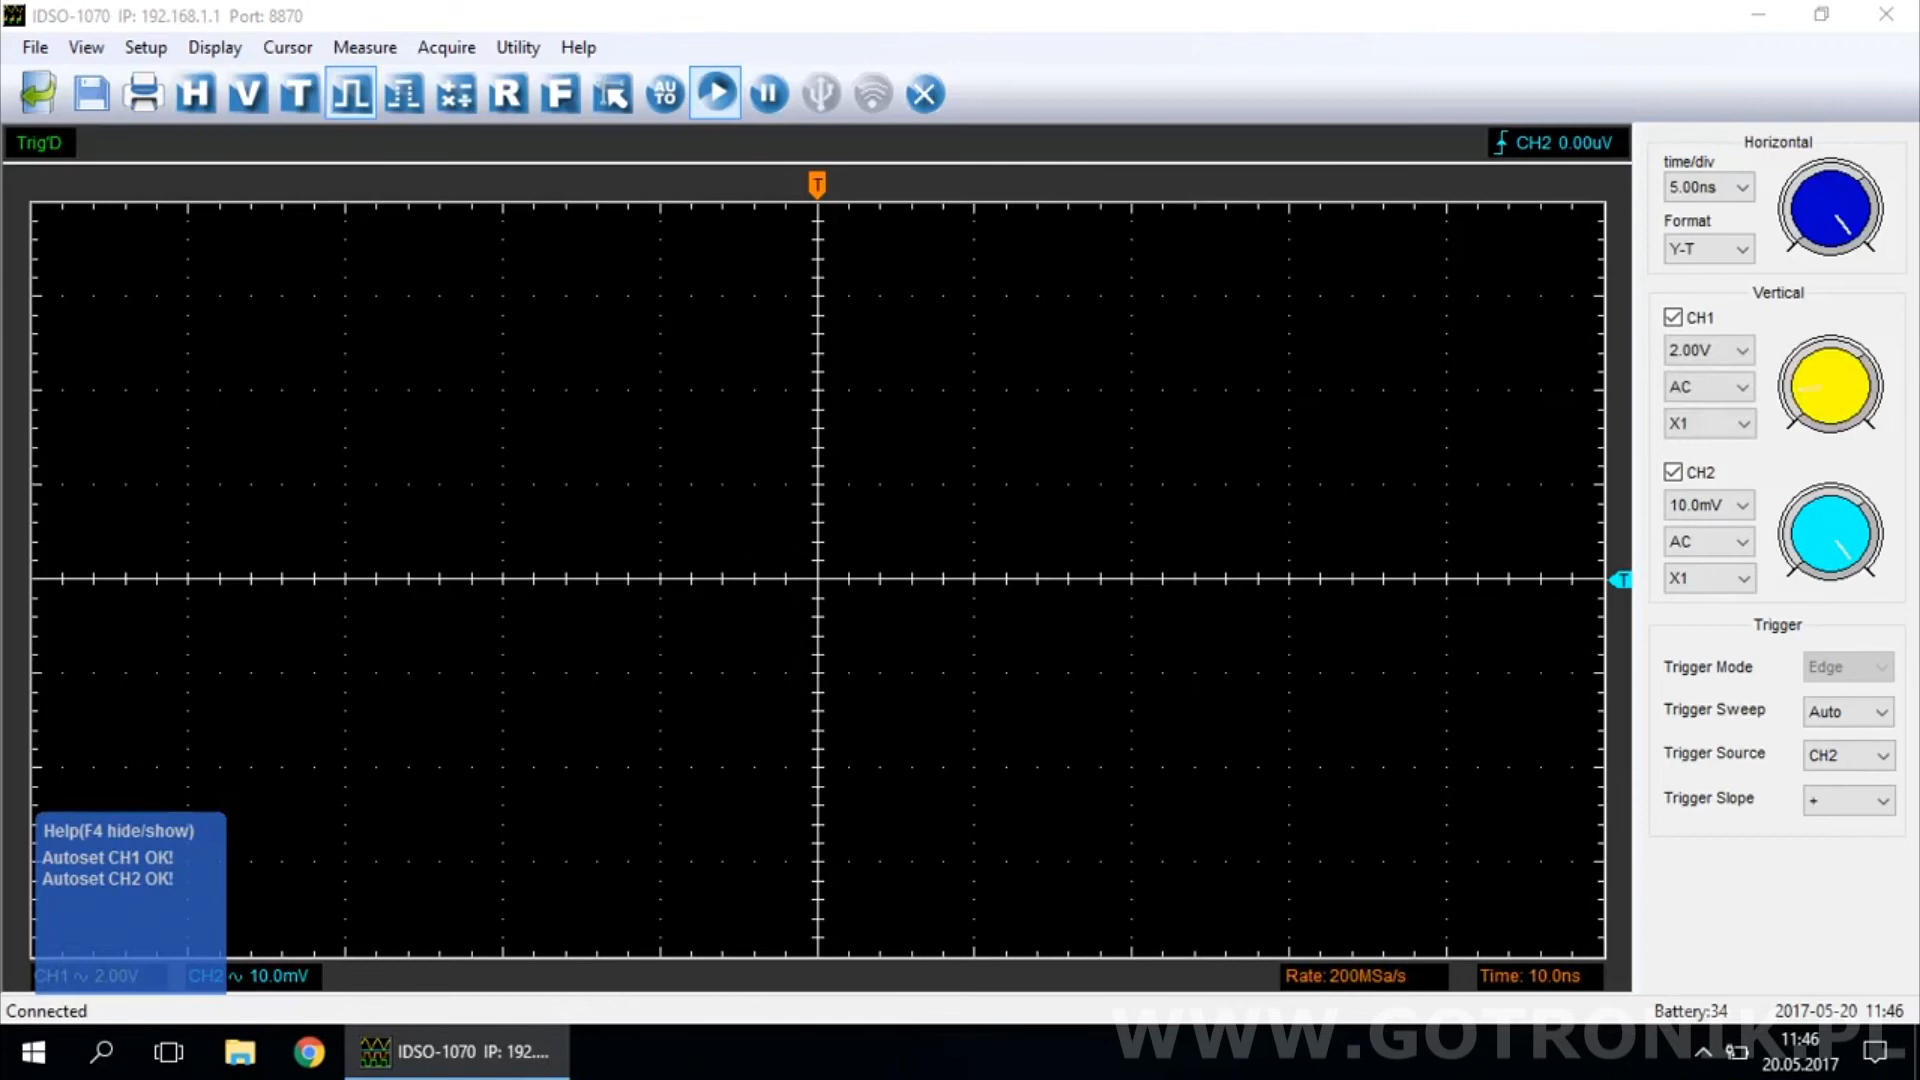 IDSO-1070 IP: 192.168.1.1 Port: 8870
File View Setup Display Cursor Measure Acquire Utility Help
H V T R F AUTO
Trig'D
CH2 0.00uV
T
T
Horizontal
time/div
5.00ns
Format
Y-T
Vertical
CH1
2.00V
AC
X1
CH2
10.0mV
AC
X1
Trigger
Trigger Mode Edge
Trigger Sweep Auto
Trigger Source CH2
Trigger Slope +
Help(F4 hide/show)
Autoset CH1 OK!
Autoset CH2 OK!
CH1 ~ 2.00V CH2 ~ 10.0mV
Rate: 200MSa/s
Time: 10.0ns
Connected
Battery:34
2017-05-20 11:46
IDSO-1070 IP: 192....
WWW.GOTRONIK.PL
11:46
20.05.2017